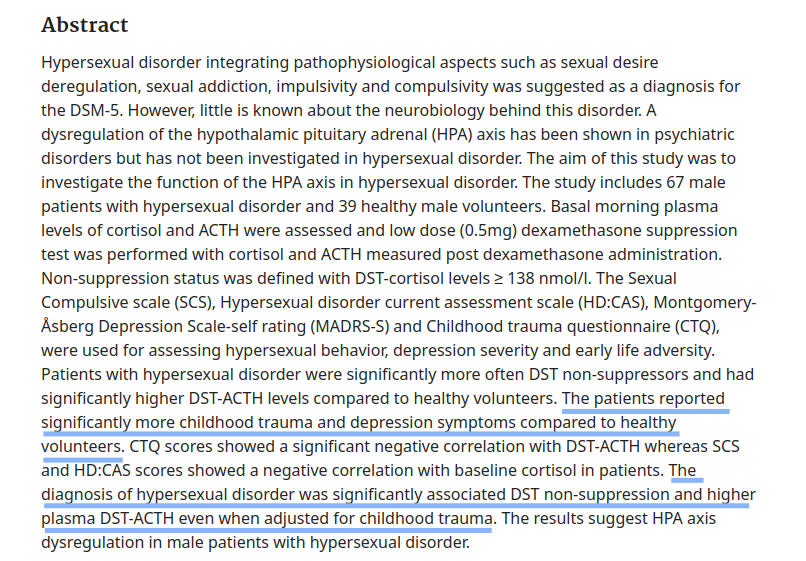 Abstract
Hypersexual disorder integrating pathophysiological aspects such as sexual desire
deregulation, sexual addiction, impulsivity and compulsivity was suggested as a diagnosis for
the DSM-5. However, little is known about the neurobiology behind this disorder. A
dysregulation of the hypothalamic pituitary adrenal (HPA) axis has been shown in psychiatric
disorders but has not been investigated in hypersexual disorder. The aim of this study was to
investigate the function of the HPA axis in hypersexual disorder. The study includes 67 male
patients with hypersexual disorder and 39 healthy male volunteers. Basal morning plasma
levels of cortisol and ACTH were assessed and low dose (0.5mg) dexamethasone suppression
test was performed with cortisol and ACTH measured post dexamethasone administration.
Non-suppression status was defined with DST-cortisol levels ≥ 138 nmol/l. The Sexual
Compulsive scale (SCS), Hypersexual disorder current assessment scale (HD:CAS), Montgomery-
Åsberg Depression Scale-self rating (MADRS-S) and Childhood trauma questionnaire (CTQ),
were used for assessing hypersexual behavior, depression severity and early life adversity.
Patients with hypersexual disorder were significantly more often DST non-suppressors and had
significantly higher DST-ACTH levels compared to healthy volunteers. The patients reported
significantly more childhood trauma and depression symptoms compared to healthy
volunteers. CTQ scores showed a significant negative correlation with DST-ACTH whereas SCS
and HD:CAS scores showed a negative correlation with baseline cortisol in patients. The
diagnosis of hypersexual disorder was significantly associated DST non-suppression and higher
plasma DST-ACTH even when adjusted for childhood trauma. The results suggest HPA axis
dysregulation in male patients with hypersexual disorder.